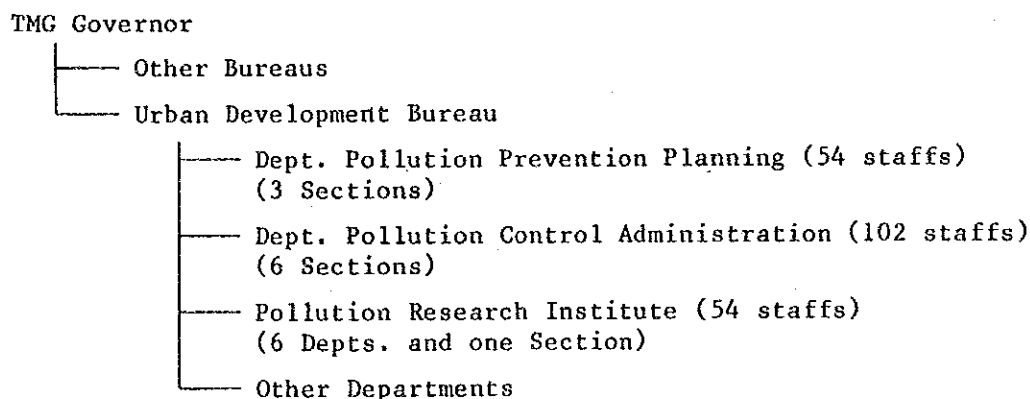 TMG Governor
Other Bureaus
Urban Development Bureau
Dept. Pollution Prevention Planning (54 staffs)
(3 Sections)
Dept. Pollution Control Administration (102 staffs)
(6 Sections)
Pollution Research Institute (54 staffs)
(6 Depts. and one Section)
Other Departments